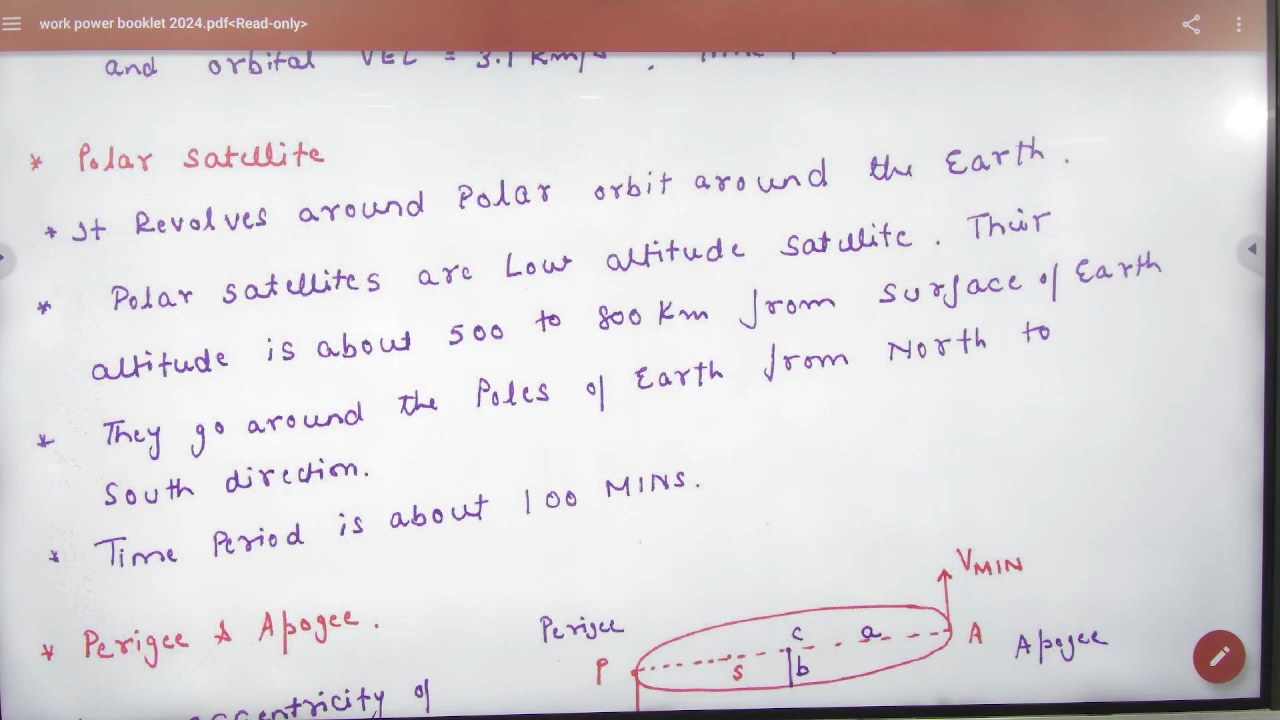 work power booklet 2024.pdf<Read-only>
and orbital VEL = 3.1 Km/s .
* Polar satellite
* It Revolves around Polar orbit around the Earth.
* Polar satellites are Low altitude satellite. Their
altitude is about 500 to 800 Km from surface of Earth
* They go around the Poles of Earth from North to
South direction.
* Time Period is about 100 MINS.
* Perigee & Apogee.
Perigee
VMIN
P
S
C
b
a
A
Apogee
eccentricity of